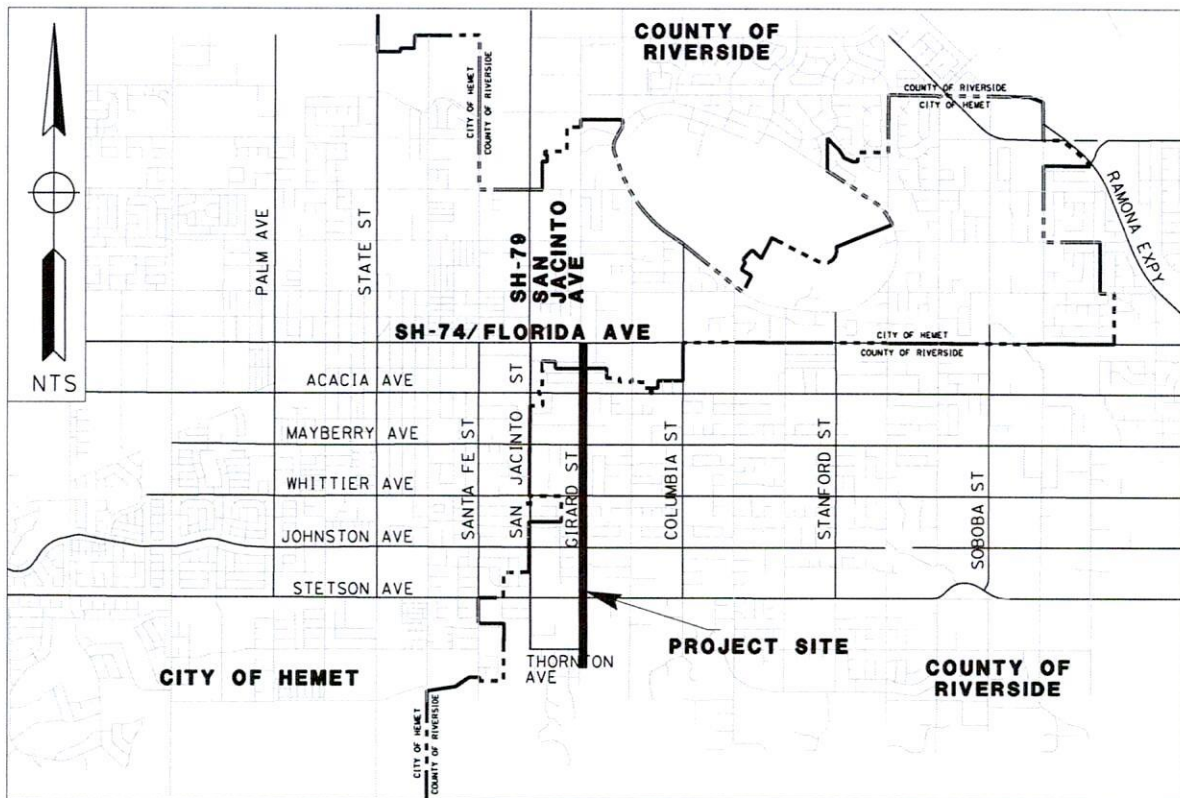 COUNTY OF
RIVERSIDE
CITY OF HEMET
COUNTY OF RIVERSIDE
COUNTY OF RIVERSIDE
CITY OF HEMET
RAMONA EXPY
PALM AVE
STATE ST
SH-79
SAN
JACINTO
AVE
NTS
SH-74/FLORIDA AVE
CITY OF HEMET
COUNTY OF RIVERSIDE
ACACIA AVE
MAYBERRY AVE
WHITTIER AVE
JOHNSTON AVE
STETSON AVE
SANTA FE ST
SAN JACINTO ST
GIRARD ST
COLUMBIA ST
STANFORD ST
SOBOBA ST
PROJECT SITE
THORNTON
AVE
CITY OF HEMET
COUNTY OF
RIVERSIDE
CITY OF HEMET
COUNTY OF RIVERSIDE